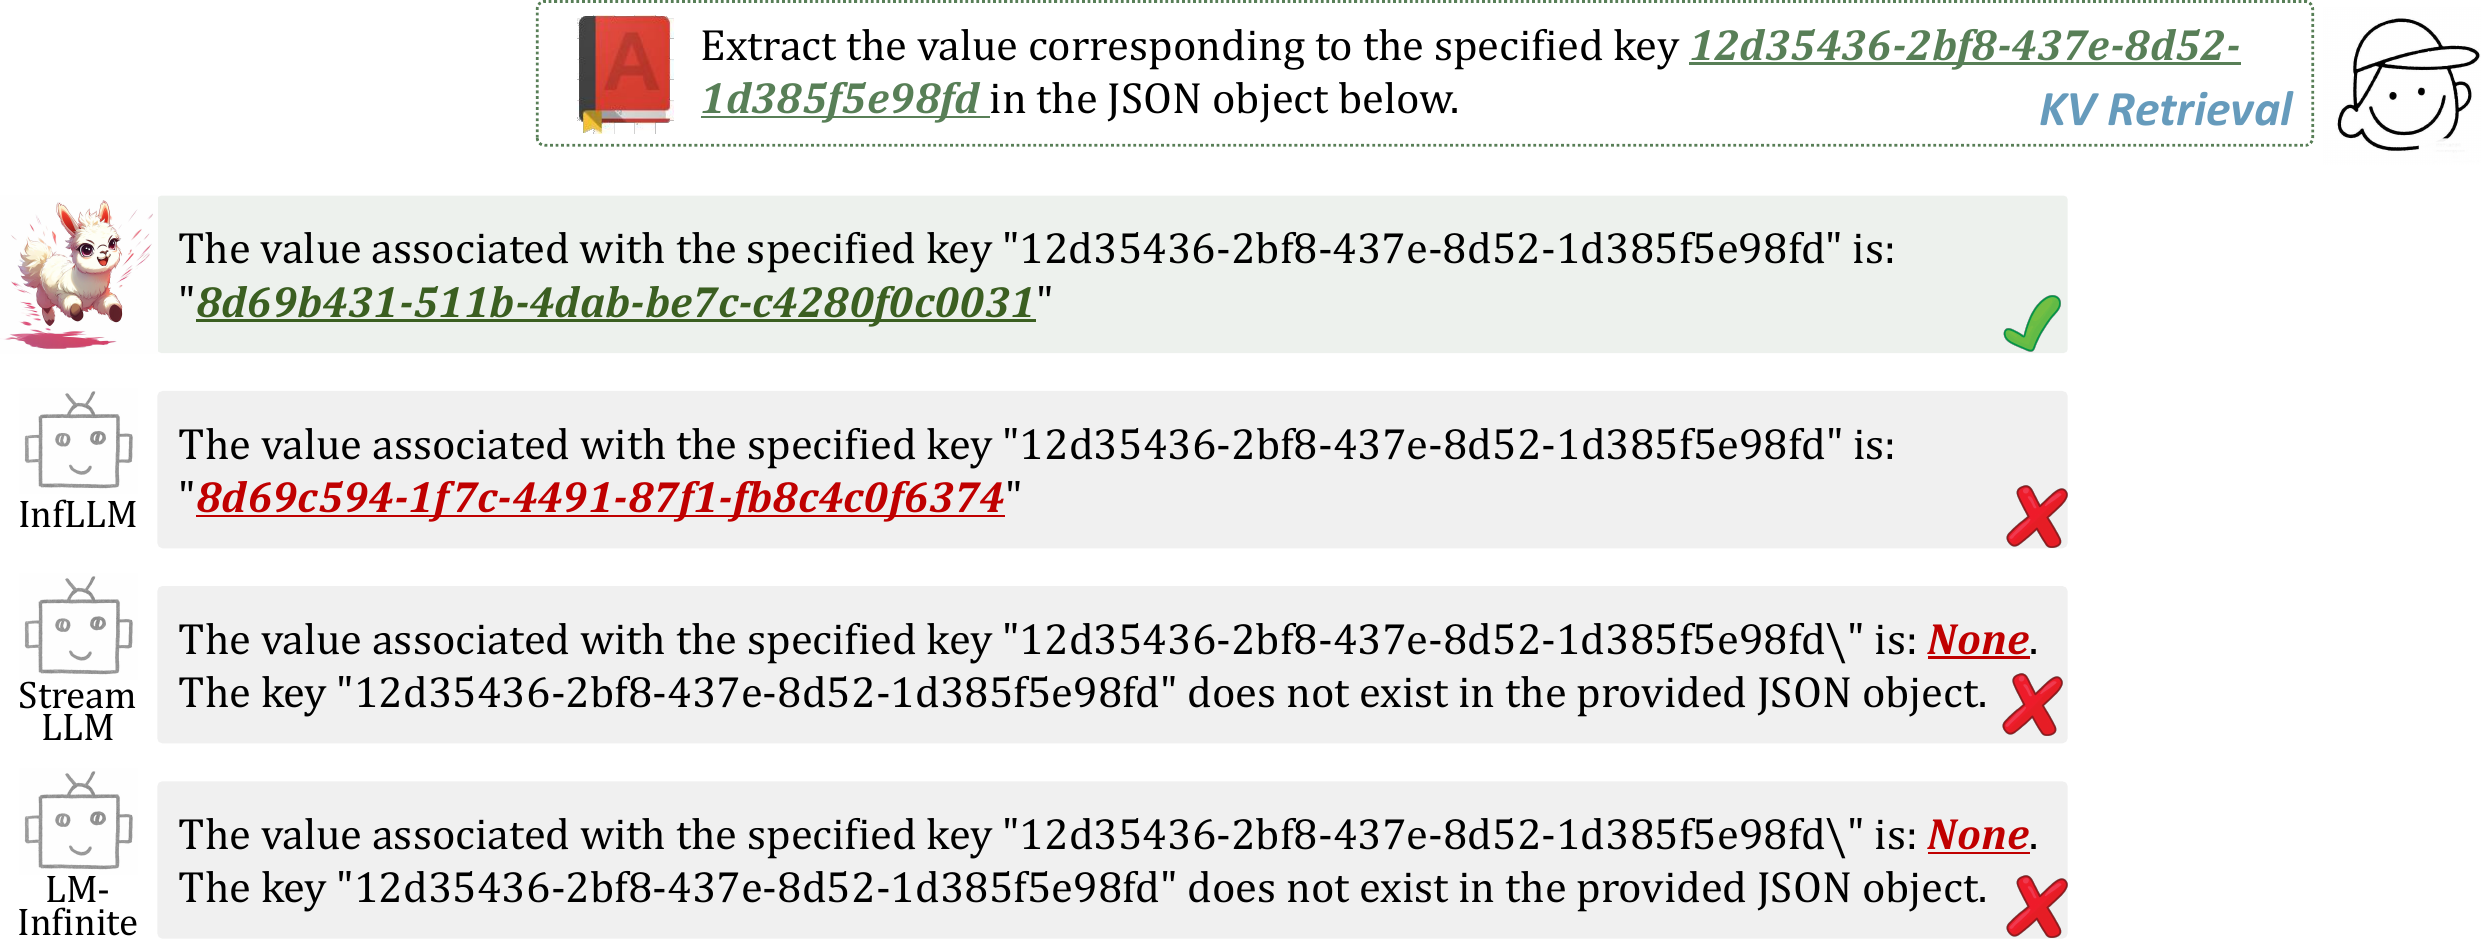 A
Extract the value corresponding to the specified key 12d35436-2bf8-437e-8d52-
1d385f5e98fd in the JSON object below.
KV Retrieval
The value associated with the specified key "12d35436-2bf8-437e-8d52-1d385f5e98fd" is:
"8d69b431-511b-4dab-be7c-c4280f0c0031"
InfLLM
The value associated with the specified key "12d35436-2bf8-437e-8d52-1d385f5e98fd" is:
"8d69c594-1f7c-4491-87f1-fb8c4c0f6374"
Stream
LLM
The value associated with the specified key "12d35436-2bf8-437e-8d52-1d385f5e98fd\" is: None.
The key "12d35436-2bf8-437e-8d52-1d385f5e98fd" does not exist in the provided JSON object.
LM-
Infinite
The value associated with the specified key "12d35436-2bf8-437e-8d52-1d385f5e98fd\" is: None.
The key "12d35436-2bf8-437e-8d52-1d385f5e98fd" does not exist in the provided JSON object.